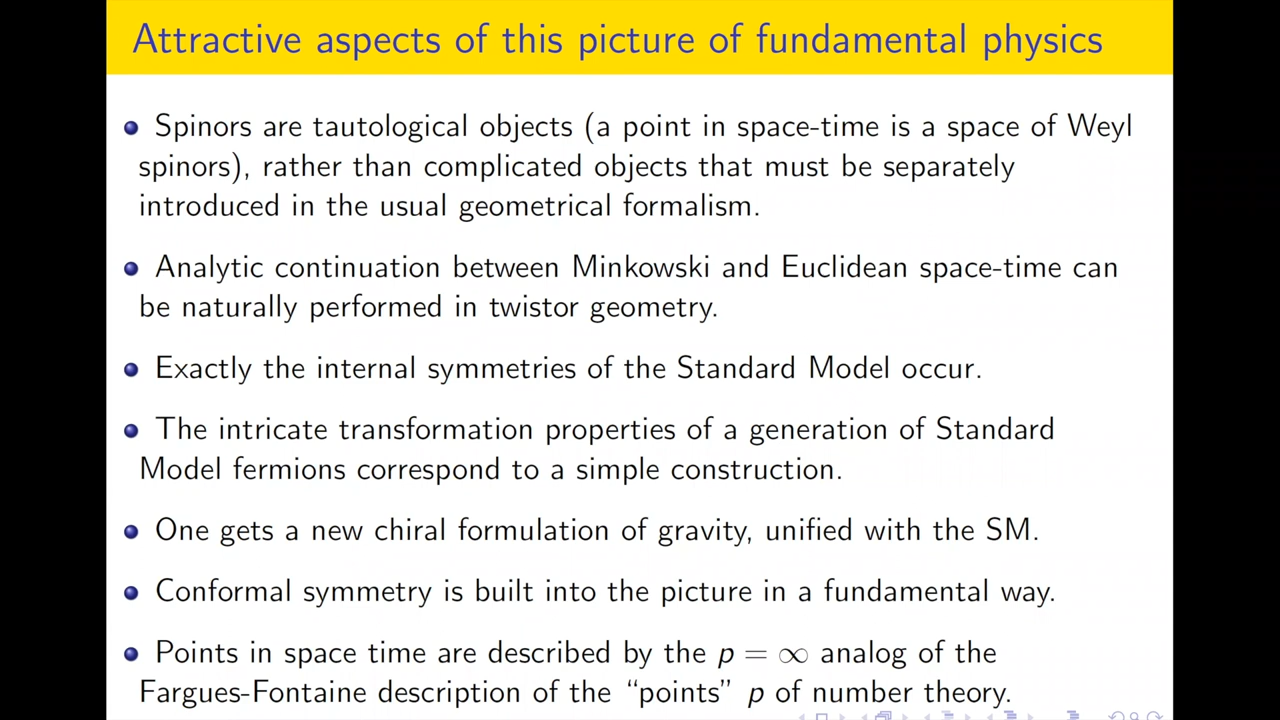 Attractive aspects of this picture of fundamental physics
Spinors are tautological objects (a point in space-time is a space of Weyl
spinors), rather than complicated objects that must be separately
introduced in the usual geometrical formalism.
Analytic continuation between Minkowski and Euclidean space-time can
be naturally performed in twistor geometry.
Exactly the internal symmetries of the Standard Model occur.
The intricate transformation properties of a generation of Standard
Model fermions correspond to a simple construction.
One gets a new chiral formulation of gravity, unified with the SM.
Conformal symmetry is built into the picture in a fundamental way.
Points in space time are described by the p = ∞ analog of the
Fargues-Fontaine description of the “points” p of number theory.